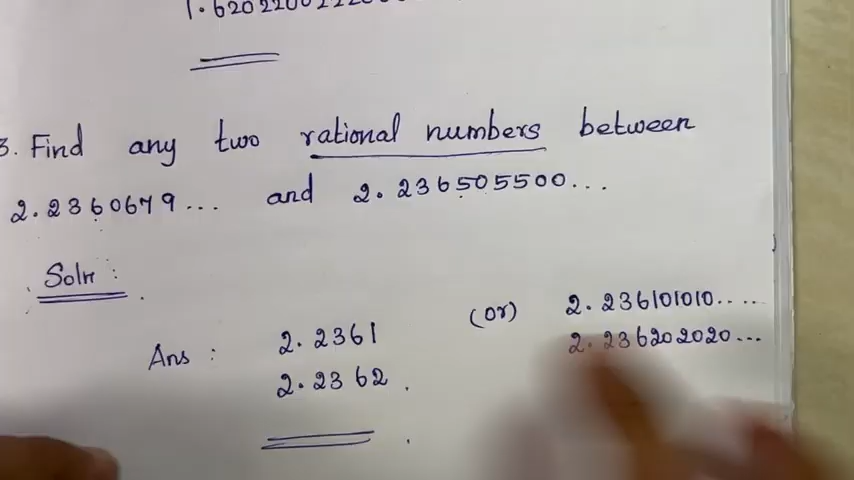 3. Find any two rational numbers between
2.2360679... and 2.236505500...
Soln :
Ans : 2.2361 (or) 2.236101010.....
2.2362. 2.236202020...